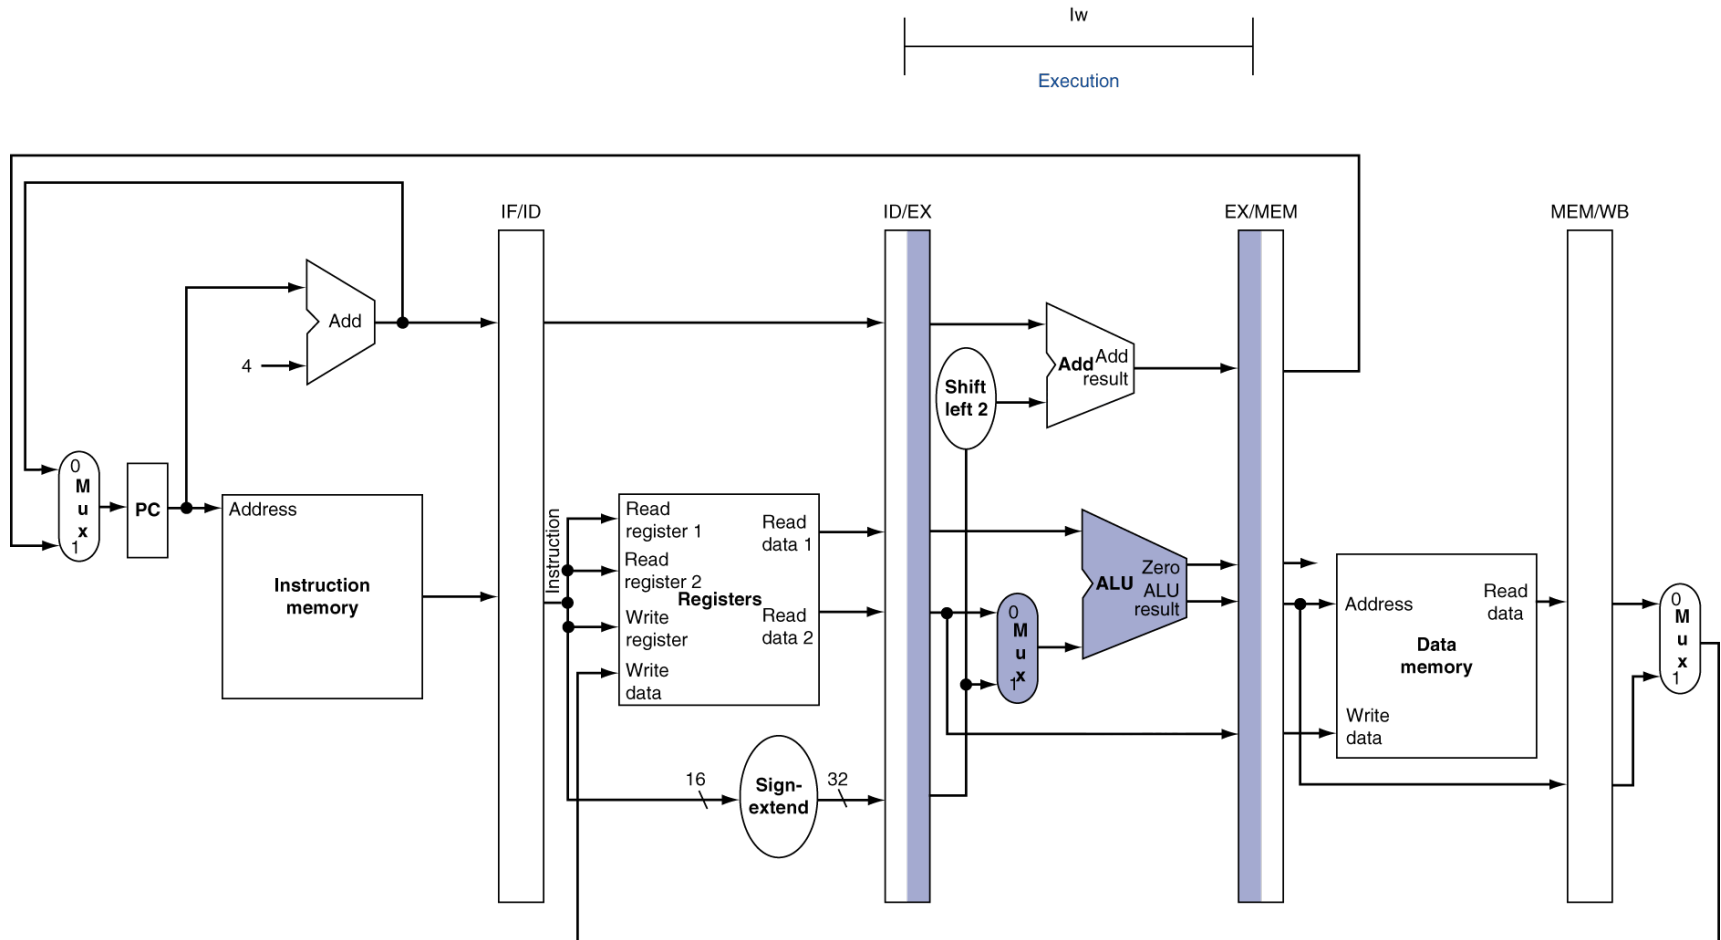 lw
Execution
IF/ID
ID/EX
EX/MEM
MEM/WB
Add
4
Add
Add
result
Shift
left 2
0
M
u
x
1
PC
Address
Instruction
memory
Instruction
Read
register 1
Read
register 2
Write
register
Write
data
Registers
Read
data 1
Read
data 2
16
Sign-
extend
32
0
M
u
x
1
ALU
Zero
ALU
result
Address
Read
data
Data
memory
Write
data
0
M
u
x
1